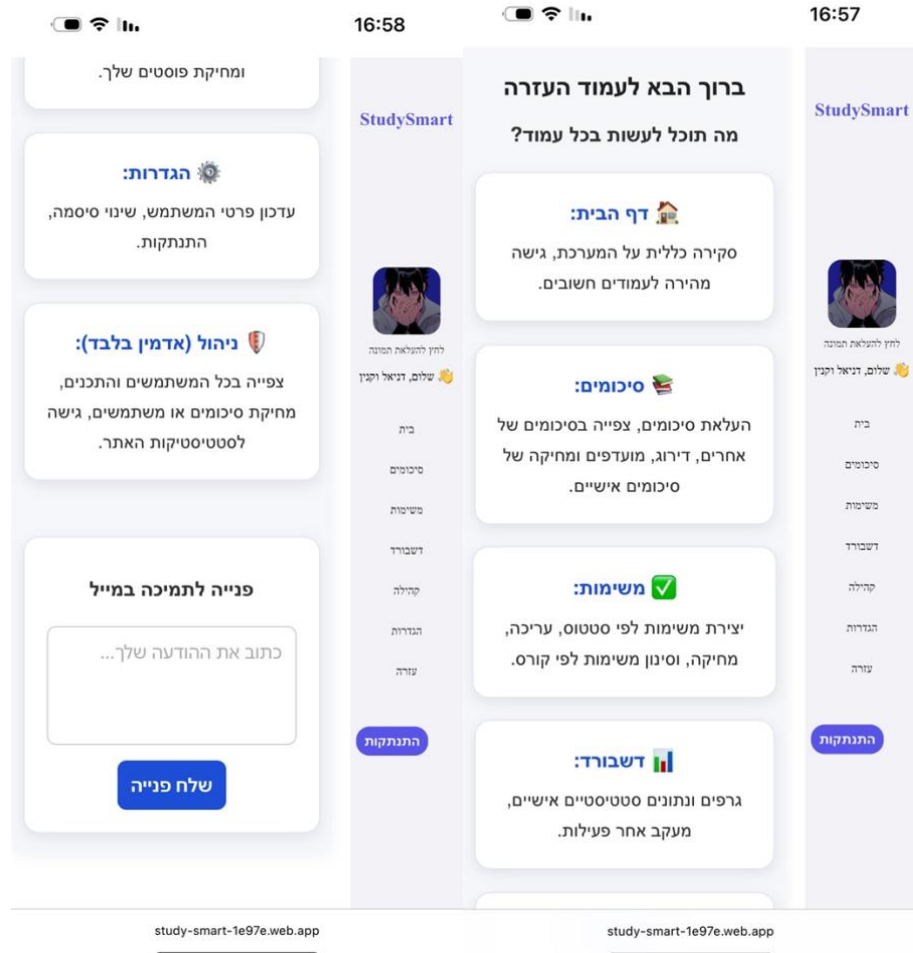 16:58
ומחיקת פוסטים שלך.
⚙️ הגדרות:
עדכון פרטי המשתמש, שינוי סיסמה,
התנתקות.
🛡️ ניהול (אדמין בלבד):
צפייה בכל המשתמשים והתכנים,
מחיקת סיכומים או משתמשים, גישה
לסטטיסטיקות האתר.
פנייה לתמיכה במייל
כתוב את ההודעה שלך...
שלח פנייה
StudySmart
לחץ להעלאת תמונה
👋 שלום, דניאל וקנין
בית
סיכומים
משימות
דשבורד
קהילה
הגדרות
עזרה
התנתקות
study-smart-1e97e.web.app
16:57
ברוך הבא לעמוד העזרה
מה תוכל לעשות בכל עמוד?
🏠 דף הבית:
סקירה כללית על המערכת, גישה
מהירה לעמודים חשובים.
📚 סיכומים:
העלאת סיכומים, צפייה בסיכומים של
אחרים, דירוג, מועדפים ומחיקה של
סיכומים אישיים.
✅ משימות:
יצירת משימות לפי סטטוס, עריכה,
מחיקה, וסינון משימות לפי קורס.
📊 דשבורד:
גרפים ונתונים סטטיסטיים אישיים,
מעקב אחר פעילות.
StudySmart
לחץ להעלאת תמונה
👋 שלום, דניאל וקנין
בית
סיכומים
משימות
דשבורד
קהילה
הגדרות
עזרה
התנתקות
study-smart-1e97e.web.app